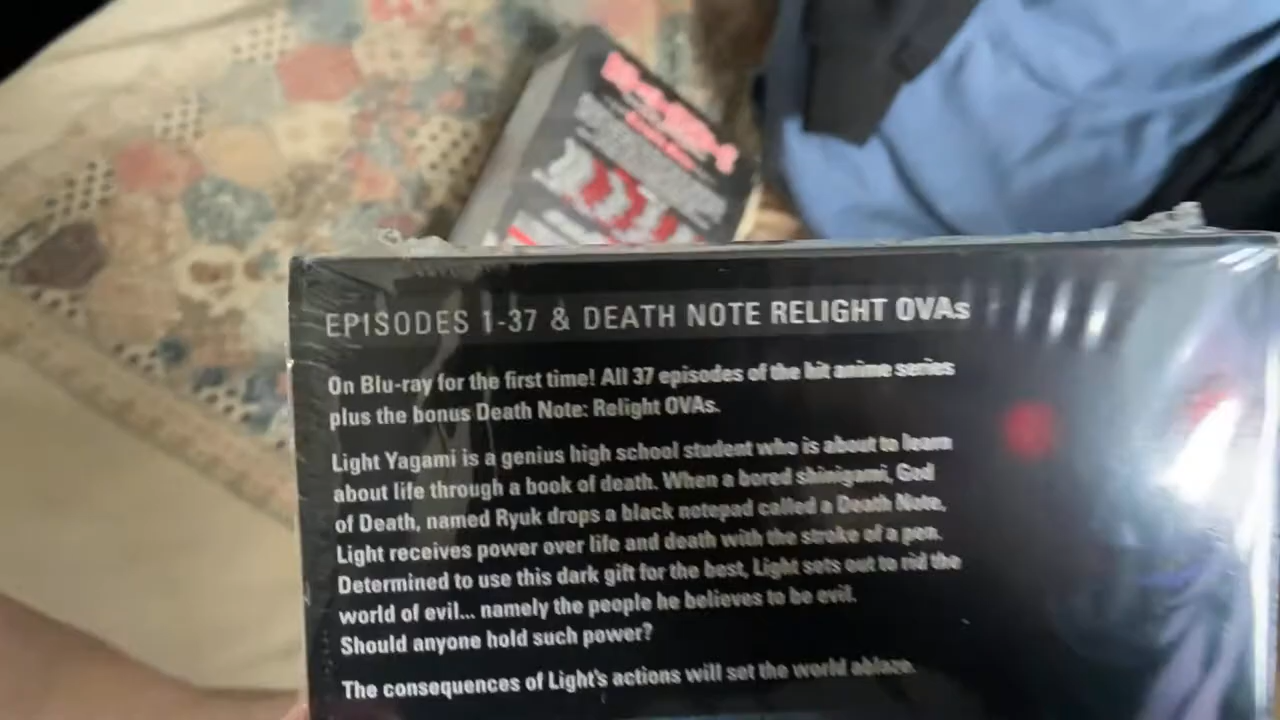 EPISODES 1-37 & DEATH NOTE RELIGHT OVAs
On Blu-ray for the first time! All 37 episodes of the hit anime series
plus the bonus Death Note: Relight OVAs.
Light Yagami is a genius high school student who is about to learn
about life through a book of death. When a bored shinigami, God
of Death, named Ryuk drops a black notepad called a Death Note,
Light receives power over life and death with the stroke of a pen.
Determined to use this dark gift for the best, Light sets out to rid the
world of evil... namely the people he believes to be evil.
Should anyone hold such power?
The consequences of Light's actions will set the world ablaze.